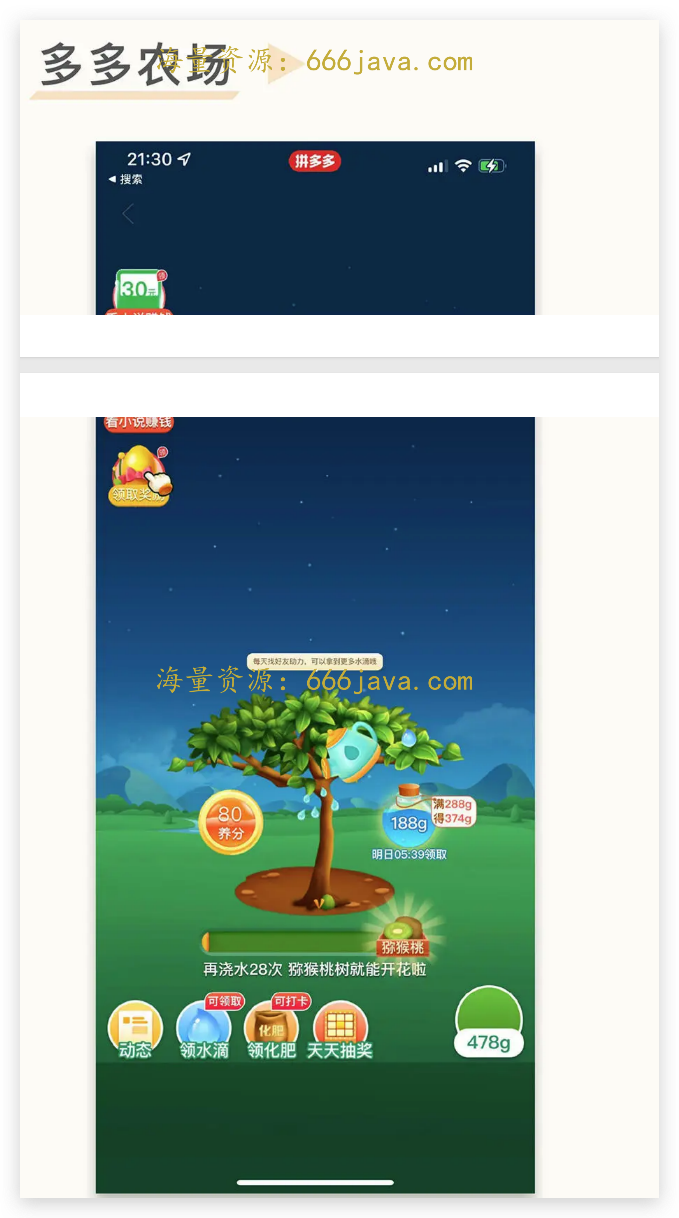 多多农场
海量资源：666java.com
21:30
拼多多
搜索
30元
看小说赚钱
领取奖励
每天找好友助力，可以拿到更多水滴哦
海量资源：666java.com
80
养分
满288g
得374g
188g
明日05:39领取
猕猴桃
再浇水28次 猕猴桃树就能开花啦
可领取
可打卡
化肥
动态
领水滴
领化肥
天天抽奖
478g